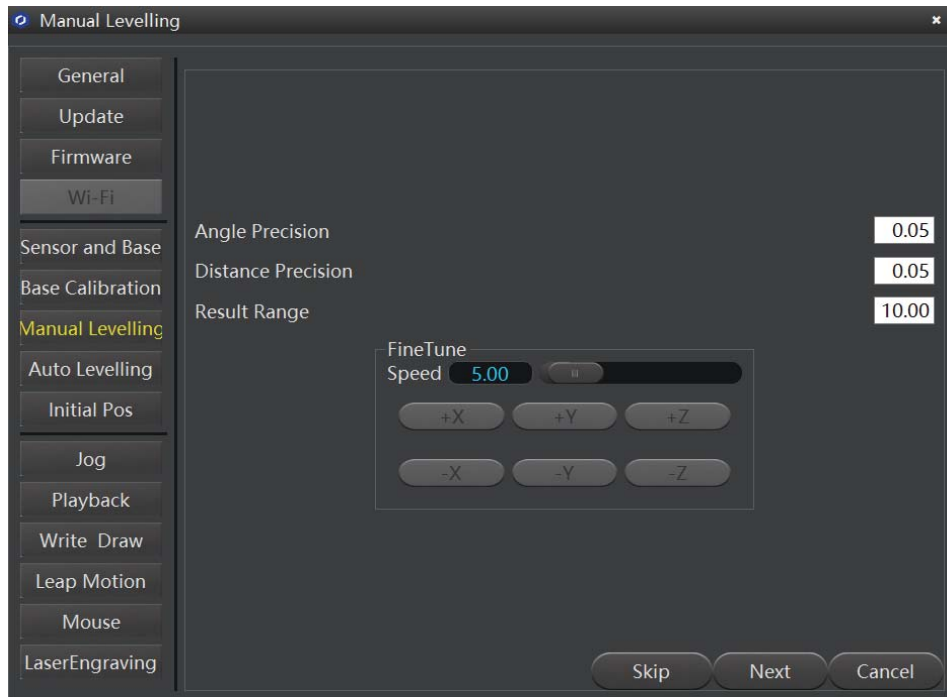 Manual Levelling
General
Update
Firmware
Wi-Fi
Sensor and Base
Base Calibration
Manual Levelling
Auto Levelling
Initial Pos
Jog
Playback
Write Draw
Leap Motion
Mouse
LaserEngraving
Angle Precision 0.05
Distance Precision 0.05
Result Range 10.00
FineTune
Speed 5.00
+X +Y +Z
-X -Y -Z
Skip Next Cancel